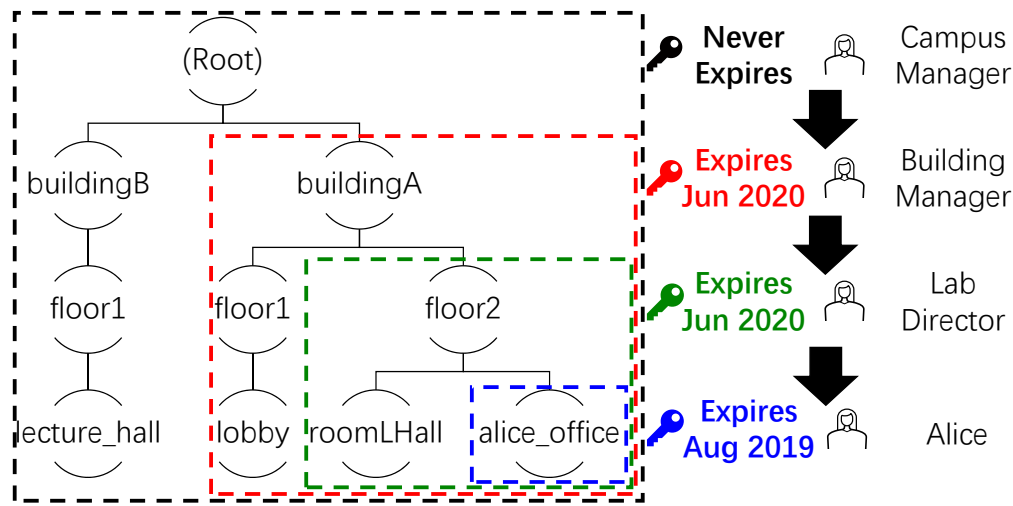 (Root)
Never
Expires
Campus
Manager
buildingB
buildingA
Expires
Jun 2020
Building
Manager
floor1
floor1
floor2
Expires
Jun 2020
Lab
Director
lecture_hall
lobby
roomLHall
alice_office
Expires
Aug 2019
Alice